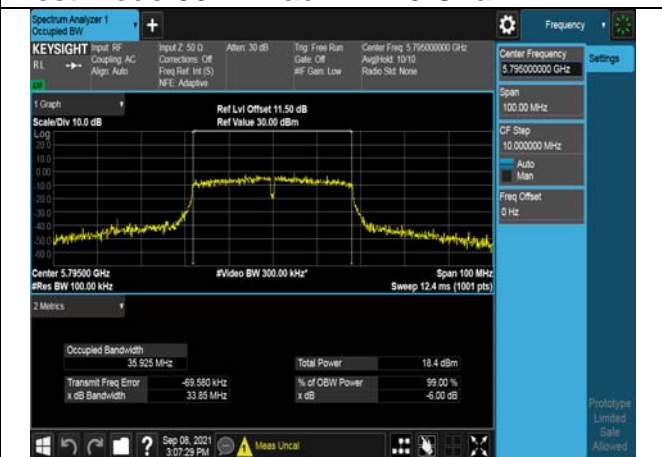 Spectrum Analyzer 1
Occupied BW
+
Frequency
KEYSIGHT
RL
Input: RF
Coupling: AC
Align: Auto
Input Z: 50 Ω
Corrections: Off
Freq Ref: Int (S)
NFE: Adaptive
Atten: 30 dB
Trig: Free Run
Gate: Off
#IF Gain: Low
Center Freq: 5.795000000 GHz
Avg|Hold: 10/10
Radio Std: None
Center Frequency
5.795000000 GHz
Settings
Span
100.00 MHz
CF Step
10.000000 MHz
Auto
Man
Freq Offset
0 Hz
1 Graph
Scale/Div 10.0 dB
Ref Lvl Offset 11.50 dB
Ref Value 30.00 dBm
Log
20.0
10.0
0.00
-10.0
-20.0
-30.0
-40.0
-50.0
-60.0
Center 5.79500 GHz
#Video BW 300.00 kHz*
Span 100 MHz
#Res BW 100.00 kHz
Sweep 12.4 ms (1001 pts)
2 Metrics
Occupied Bandwidth
35.925 MHz
Total Power 18.4 dBm
Transmit Freq Error -69.580 kHz
% of OBW Power 99.00 %
x dB Bandwidth 33.85 MHz
x dB -6.00 dB
Prototype
Limited
Sale
Allowed
?
Sep 08, 2021
3:07:29 PM
Meas Uncal